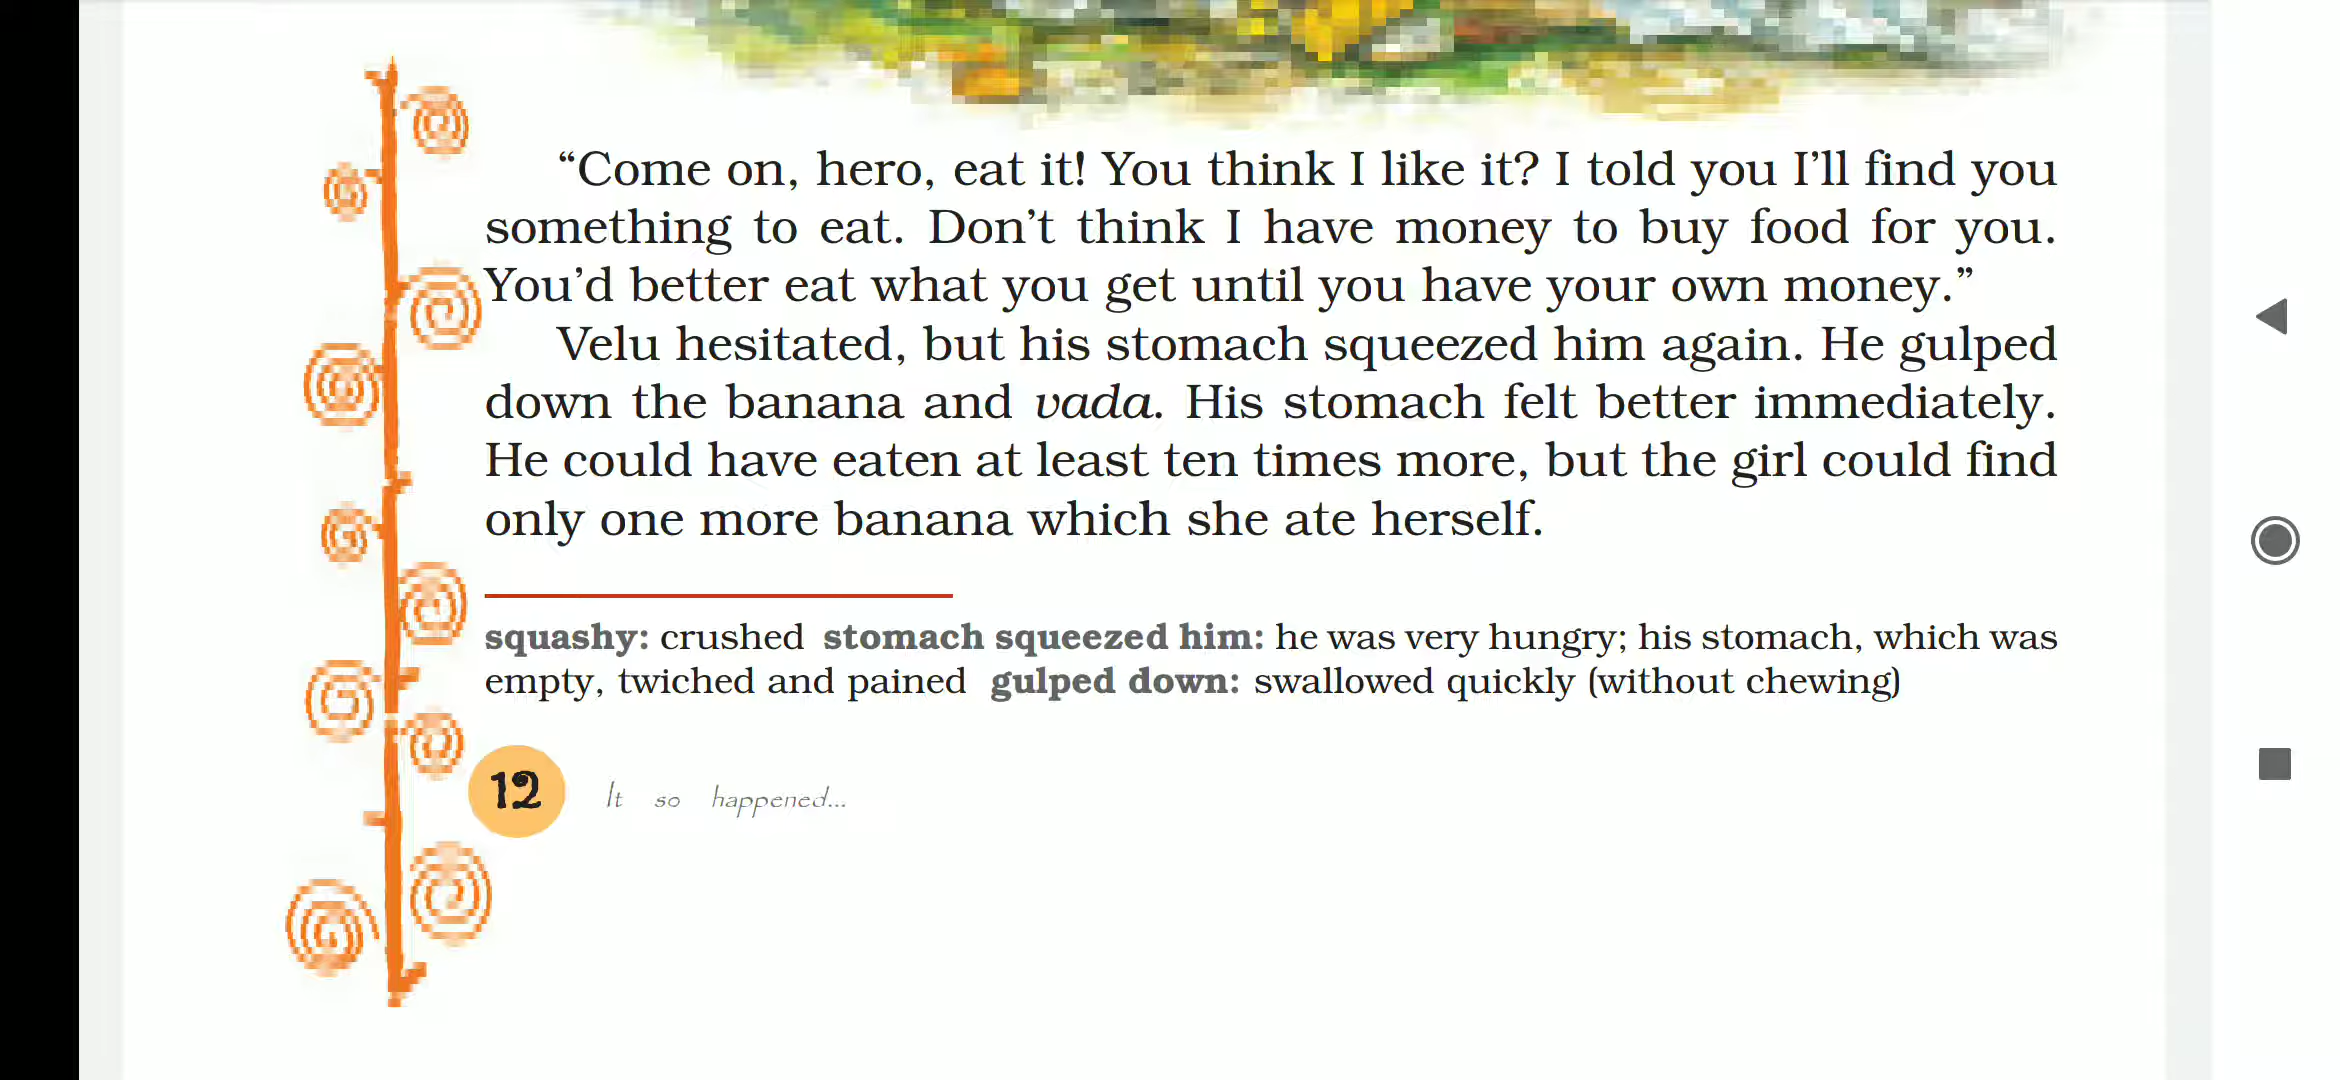 “Come on, hero, eat it! You think I like it? I told you I’ll find you
something to eat. Don’t think I have money to buy food for you.
You’d better eat what you get until you have your own money.”
Velu hesitated, but his stomach squeezed him again. He gulped
down the banana and vada. His stomach felt better immediately.
He could have eaten at least ten times more, but the girl could find
only one more banana which she ate herself.
squashy: crushed stomach squeezed him: he was very hungry; his stomach, which was
empty, twiched and pained gulped down: swallowed quickly (without chewing)
12 It so happened...